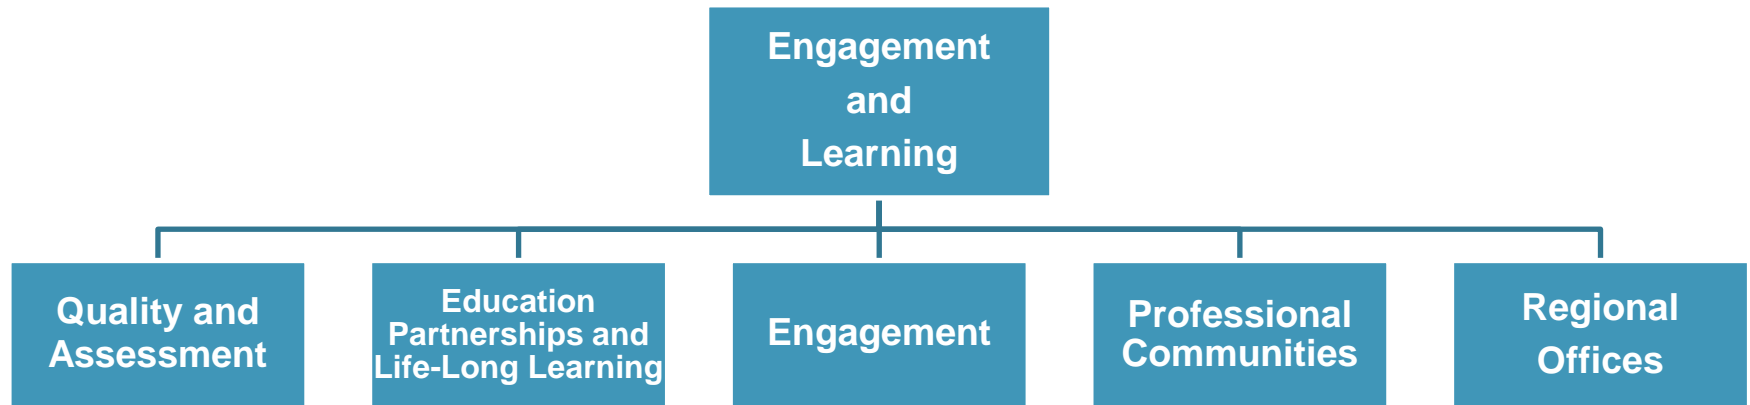 Engagement
and
Learning
Quality and
Assessment
Education
Partnerships and
Life-Long Learning
Engagement
Professional
Communities
Regional
Offices